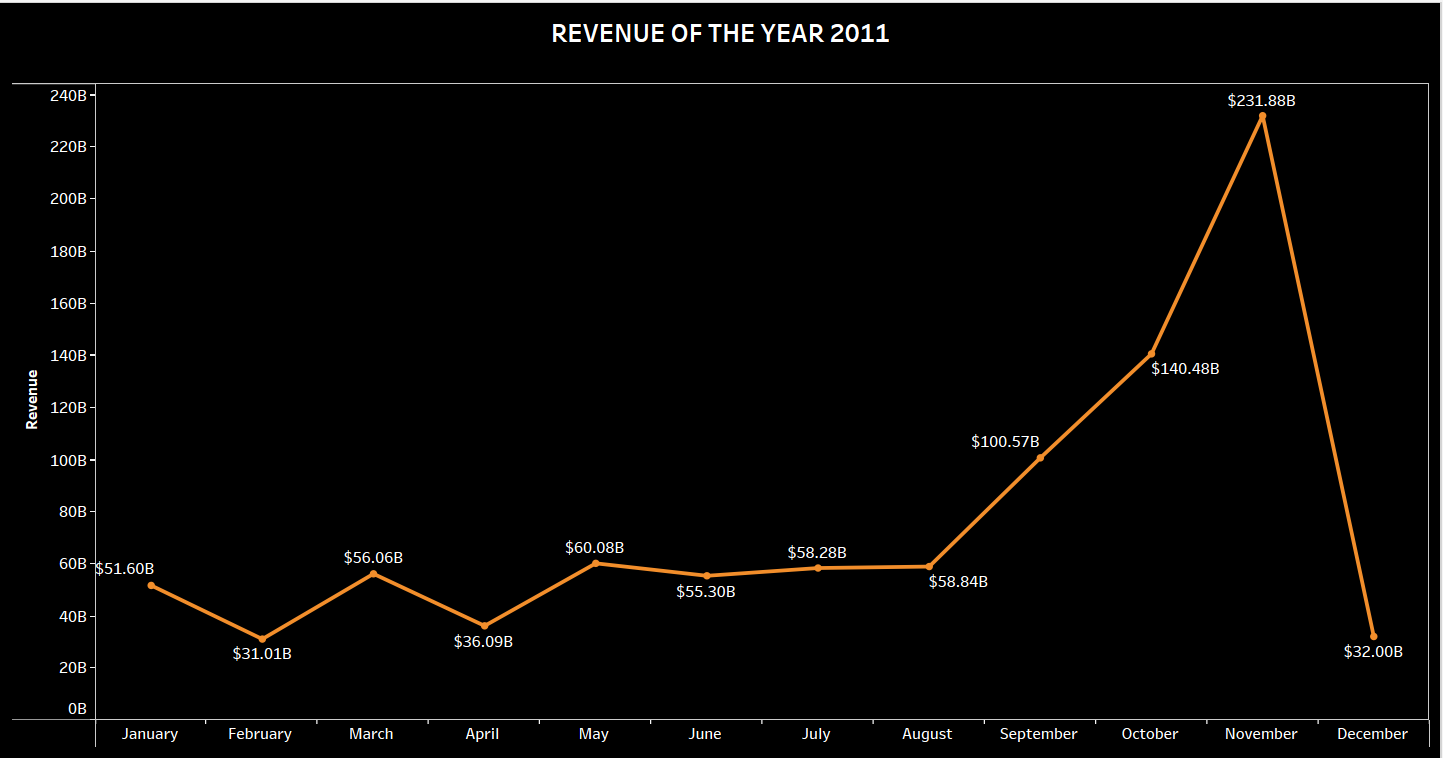 REVENUE OF THE YEAR 2011
240B
220B
200B
180B
160B
140B
120B
100B
80B
60B
40B
20B
0B
Revenue
$51.60B
$31.01B
$56.06B
$36.09B
$60.08B
$55.30B
$58.28B
$58.84B
$100.57B
$140.48B
$231.88B
$32.00B
January February March April May June July August September October November December